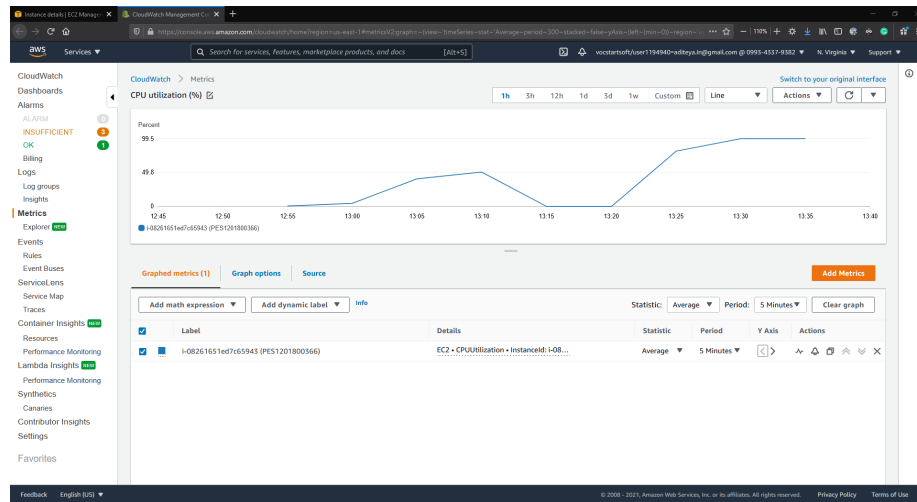 Instance details | EC2 Manager
CloudWatch Management Co
https://console.aws.amazon.com/cloudwatch/home?region=us-east-1#metricsV2:graph=~(view~'timeSeries~stat~'Average~period~300~stacked~false~yAxis~(left~(min~0))~region~
110%
aws
Services
Search for services, features, marketplace products, and docs
[Alt+S]
vocstartsoft/user1194940=aditeya.in@gmail.com @ 0993-4337-9382
N. Virginia
Support
CloudWatch
Dashboards
Alarms
ALARM 0
INSUFFICIENT 3
OK 1
Billing
Logs
Log groups
Insights
Metrics
Explorer NEW
Events
Rules
Event Buses
ServiceLens
Service Map
Traces
Container Insights NEW
Resources
Performance Monitoring
Lambda Insights NEW
Performance Monitoring
Synthetics
Canaries
Contributor Insights
Settings
Favorites
CloudWatch > Metrics
Switch to your original interface
CPU utilization (%)
1h 3h 12h 1d 3d 1w Custom Line Actions
Percent
99.5
49.8
0
12:45 12:50 12:55 13:00 13:05 13:10 13:15 13:20 13:25 13:30 13:35 13:40
i-08261651ed7c65943 (PES1201800366)
Graphed metrics (1) Graph options Source
Add Metrics
Add math expression Add dynamic label Info
Statistic: Average Period: 5 Minutes Clear graph
Label Details Statistic Period Y Axis Actions
i-08261651ed7c65943 (PES1201800366) EC2 • CPUUtilization • InstanceId: i-08... Average 5 Minutes
Feedback English (US)
© 2008 - 2021, Amazon Web Services, Inc. or its affiliates. All rights reserved. Privacy Policy Terms of Use